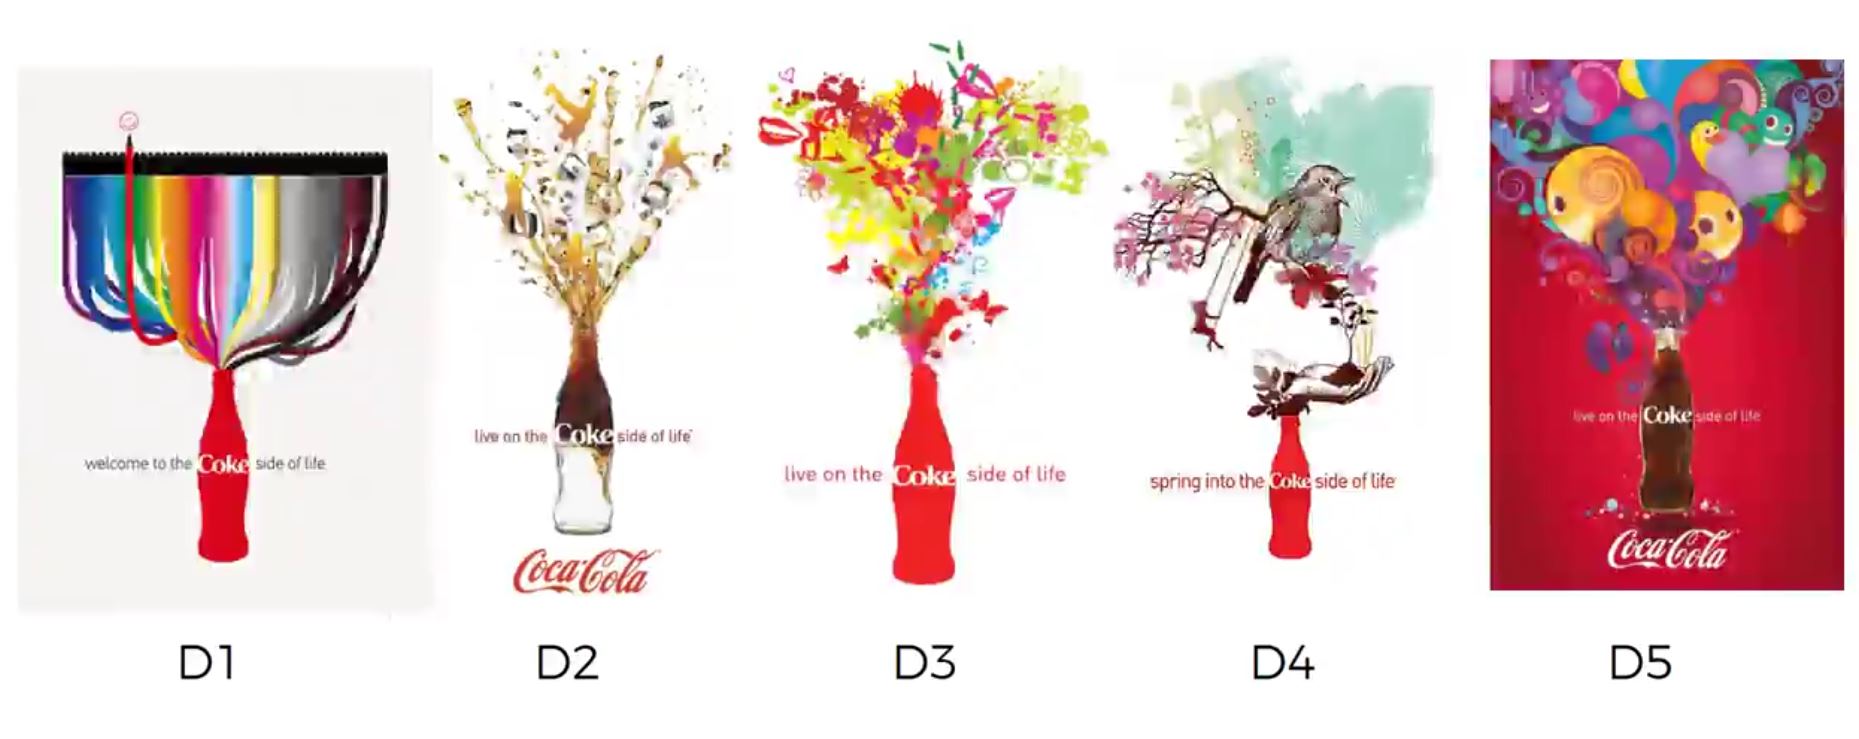 welcome to the Coke side of life
live on the Coke side of life
Coca-Cola
live on the Coke side of life
spring into the Coke side of life
live on the Coke side of life
Coca-Cola
D1
D2
D3
D4
D5